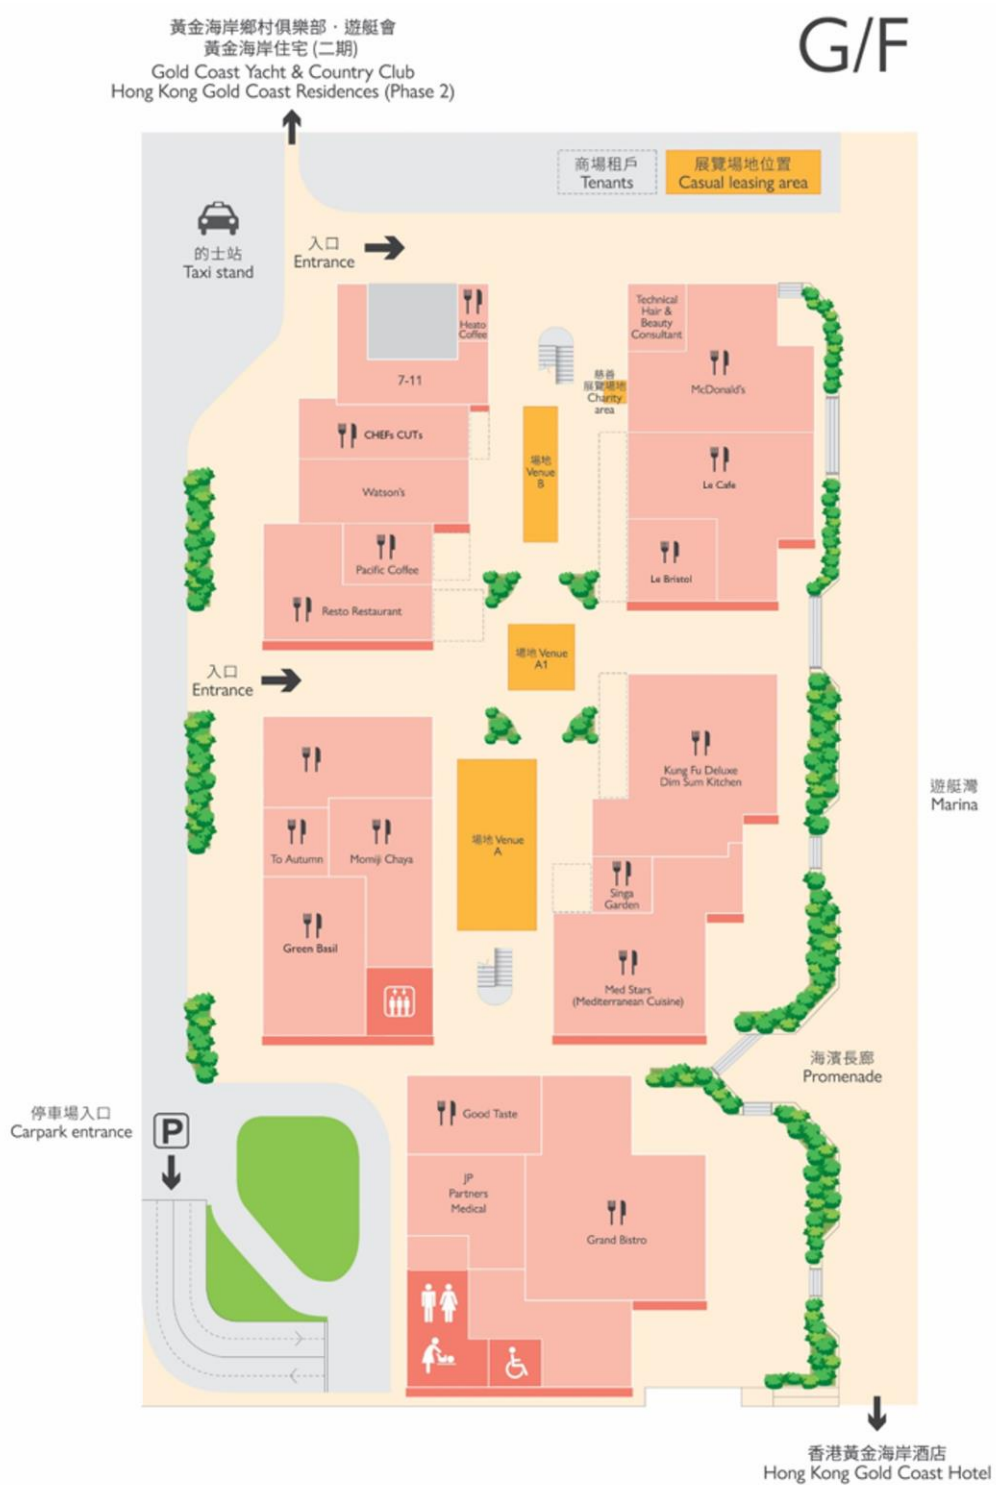 G/F
黃金海岸鄉村俱樂部 · 遊艇會
黃金海岸住宅 (二期)
Gold Coast Yacht & Country Club
Hong Kong Gold Coast Residences (Phase 2)
商場租戶
Tenants
展覽場地位置
Casual leasing area
的士站
Taxi stand
入口
Entrance
Heato
Coffee
7-11
Technical
Hair &
Beauty
Consultant
McDonald's
慈善
展覽場地
Charity
area
CHEFs CUTs
場地
Venue
B
Le Cafe
Watson's
Pacific Coffee
Le Bristol
Resto Restaurant
場地 Venue
A1
入口
Entrance
Kung Fu Deluxe
Dim Sum Kitchen
遊艇灣
Marina
To Autumn
Momiji Chaya
場地 Venue
A
Singa
Garden
Green Basil
Med Stars
(Mediterranean Cuisine)
海濱長廊
Promenade
停車場入口
Carpark entrance
P
Good Taste
JP
Partners
Medical
Grand Bistro
香港黃金海岸酒店
Hong Kong Gold Coast Hotel